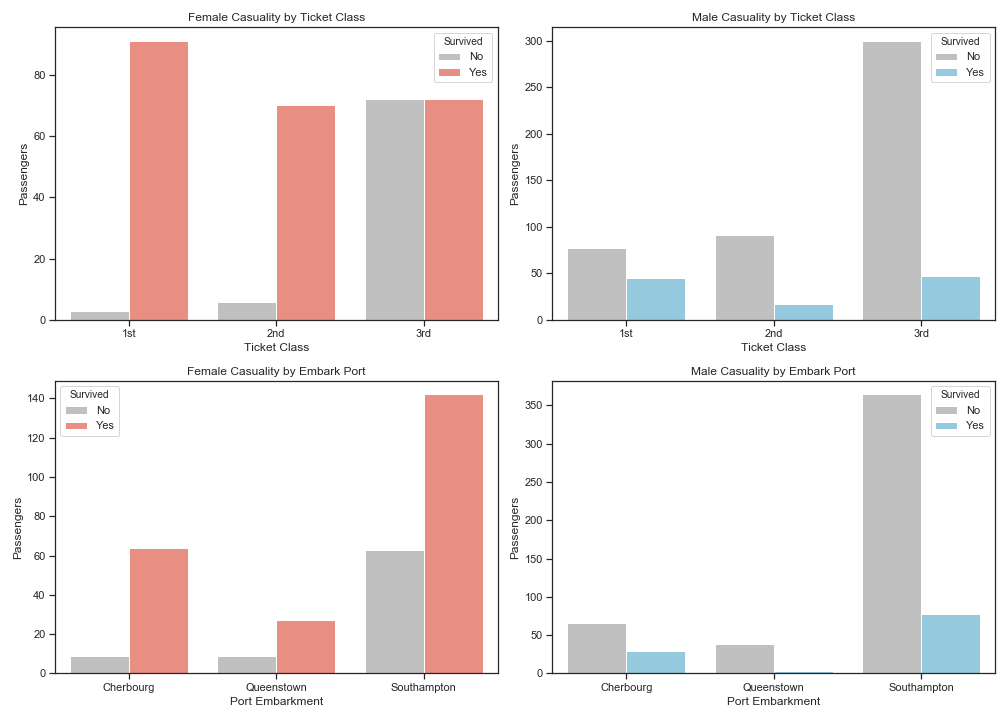 Female Casuality by Ticket Class
Survived
No
Yes
80
60
40
20
0
Passengers
1st
2nd
3rd
Ticket Class
Male Casuality by Ticket Class
Survived
No
Yes
300
250
200
150
100
50
0
Passengers
1st
2nd
3rd
Ticket Class
Female Casuality by Embark Port
Survived
No
Yes
140
120
100
80
60
40
20
0
Passengers
Cherbourg
Queenstown
Southampton
Port Embarkment
Male Casuality by Embark Port
Survived
No
Yes
350
300
250
200
150
100
50
0
Passengers
Cherbourg
Queenstown
Southampton
Port Embarkment